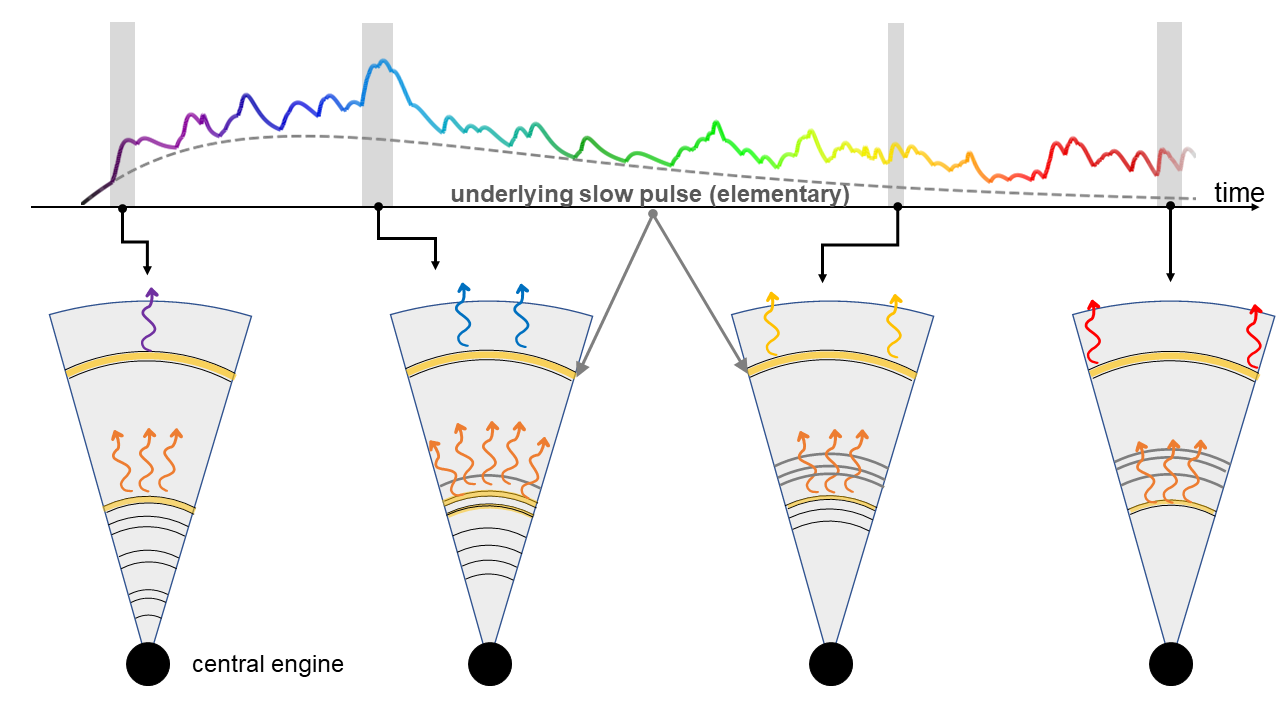 underlying slow pulse (elementary)
time
central engine